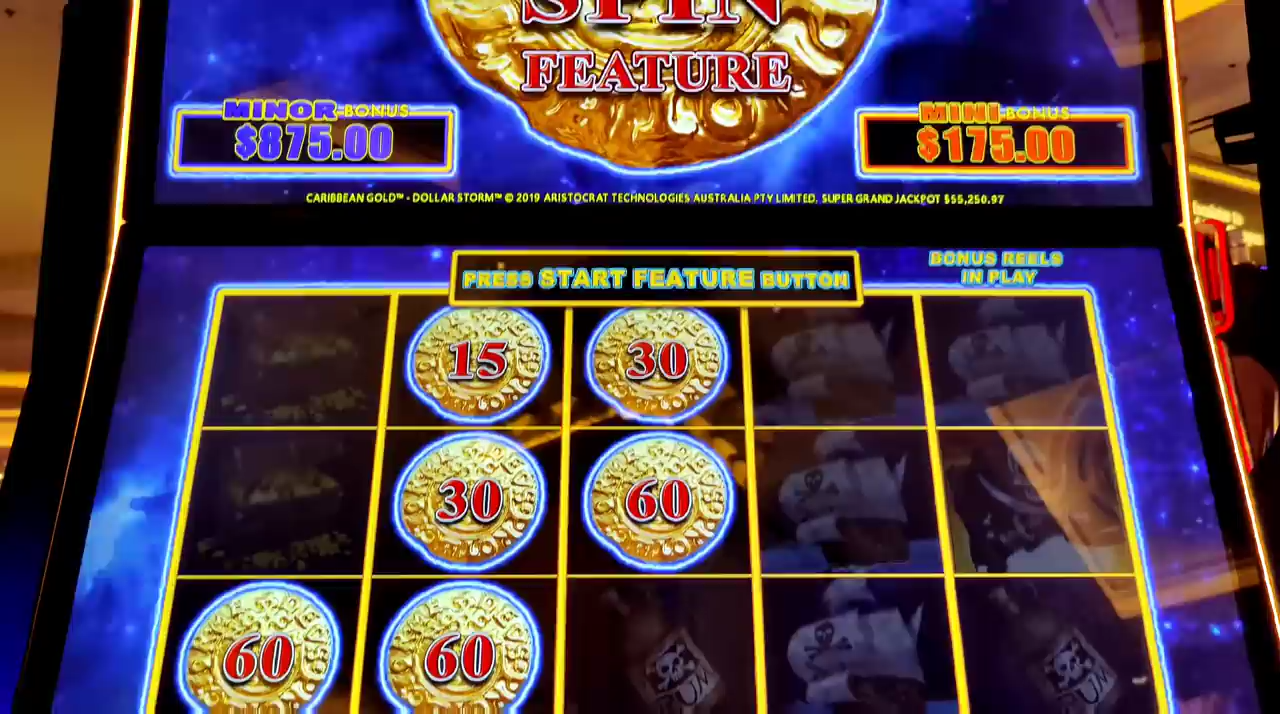 SPIN
FEATURE
MINOR BONUS
$875.00
MINI BONUS
$175.00
CARIBBEAN GOLD™ - DOLLAR STORM™ © 2019 ARISTOCRAT TECHNOLOGIES AUSTRALIA PTY LIMITED. SUPER GRAND JACKPOT $55,250.97
PRESS START FEATURE BUTTON
BONUS REELS
IN PLAY
15
30
30
60
60
60